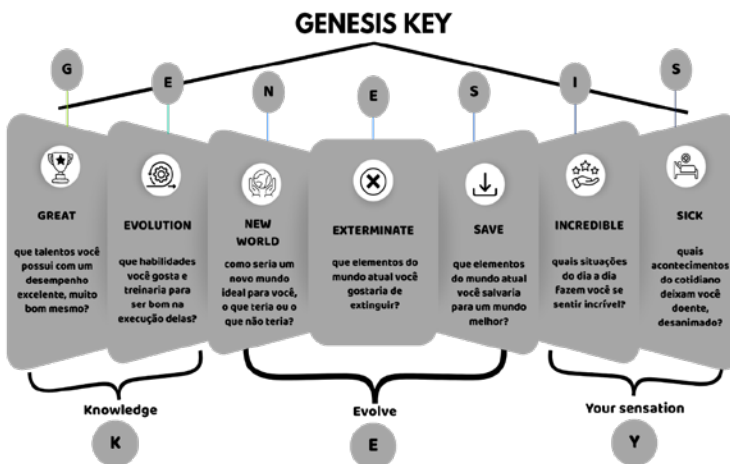 GENESIS KEY
G
E
N
E
S
I
S
GREAT
que talentos você
possui com um
desempenho
excelente, muito
bom mesmo?
EVOLUTION
que habilidades
você gosta e
treinaria para
ser bom na
execução delas?
NEW
WORLD
como seria um
novo mundo
ideal para você,
o que teria ou o
que não teria?
EXTERMINATE
que elementos do
mundo atual você
gostaria de
extinguir?
SAVE
que elementos
do mundo atual
você salvaria
para um mundo
melhor?
INCREDIBLE
quais situações
do dia a dia
fazem você se
sentir incrível?
SICK
quais
acontecimentos
do cotidiano
deixam você
doente,
desanimado?
Knowledge
K
Evolve
E
Your sensation
Y